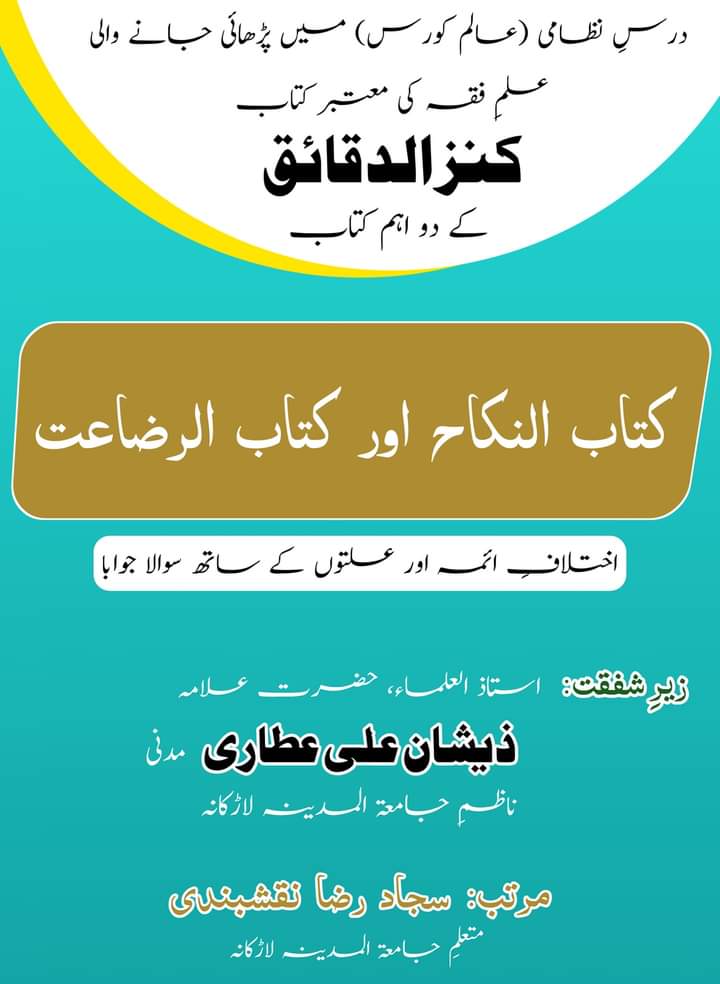 درسِ نظامی (عالم کورس) میں پڑھائی جانے والی
علمِ فقہ کی معتبر کتاب
کنز الدقائق
کے دو اہم کتاب
کتاب النکاح اور کتاب الرضاعت
اختلافِ ائمہ اور علتوں کے ساتھ سوالا جوابا
زیرِ شفقت: استاذ العلماء، حضرت علامہ
ذیشان علی عطاری مدنی
ناظمِ جامعۃ المدینہ لاڑکانہ
مرتب: سجاد رضا نقشبندی
متعلمِ جامعۃ المدینہ لاڑکانہ